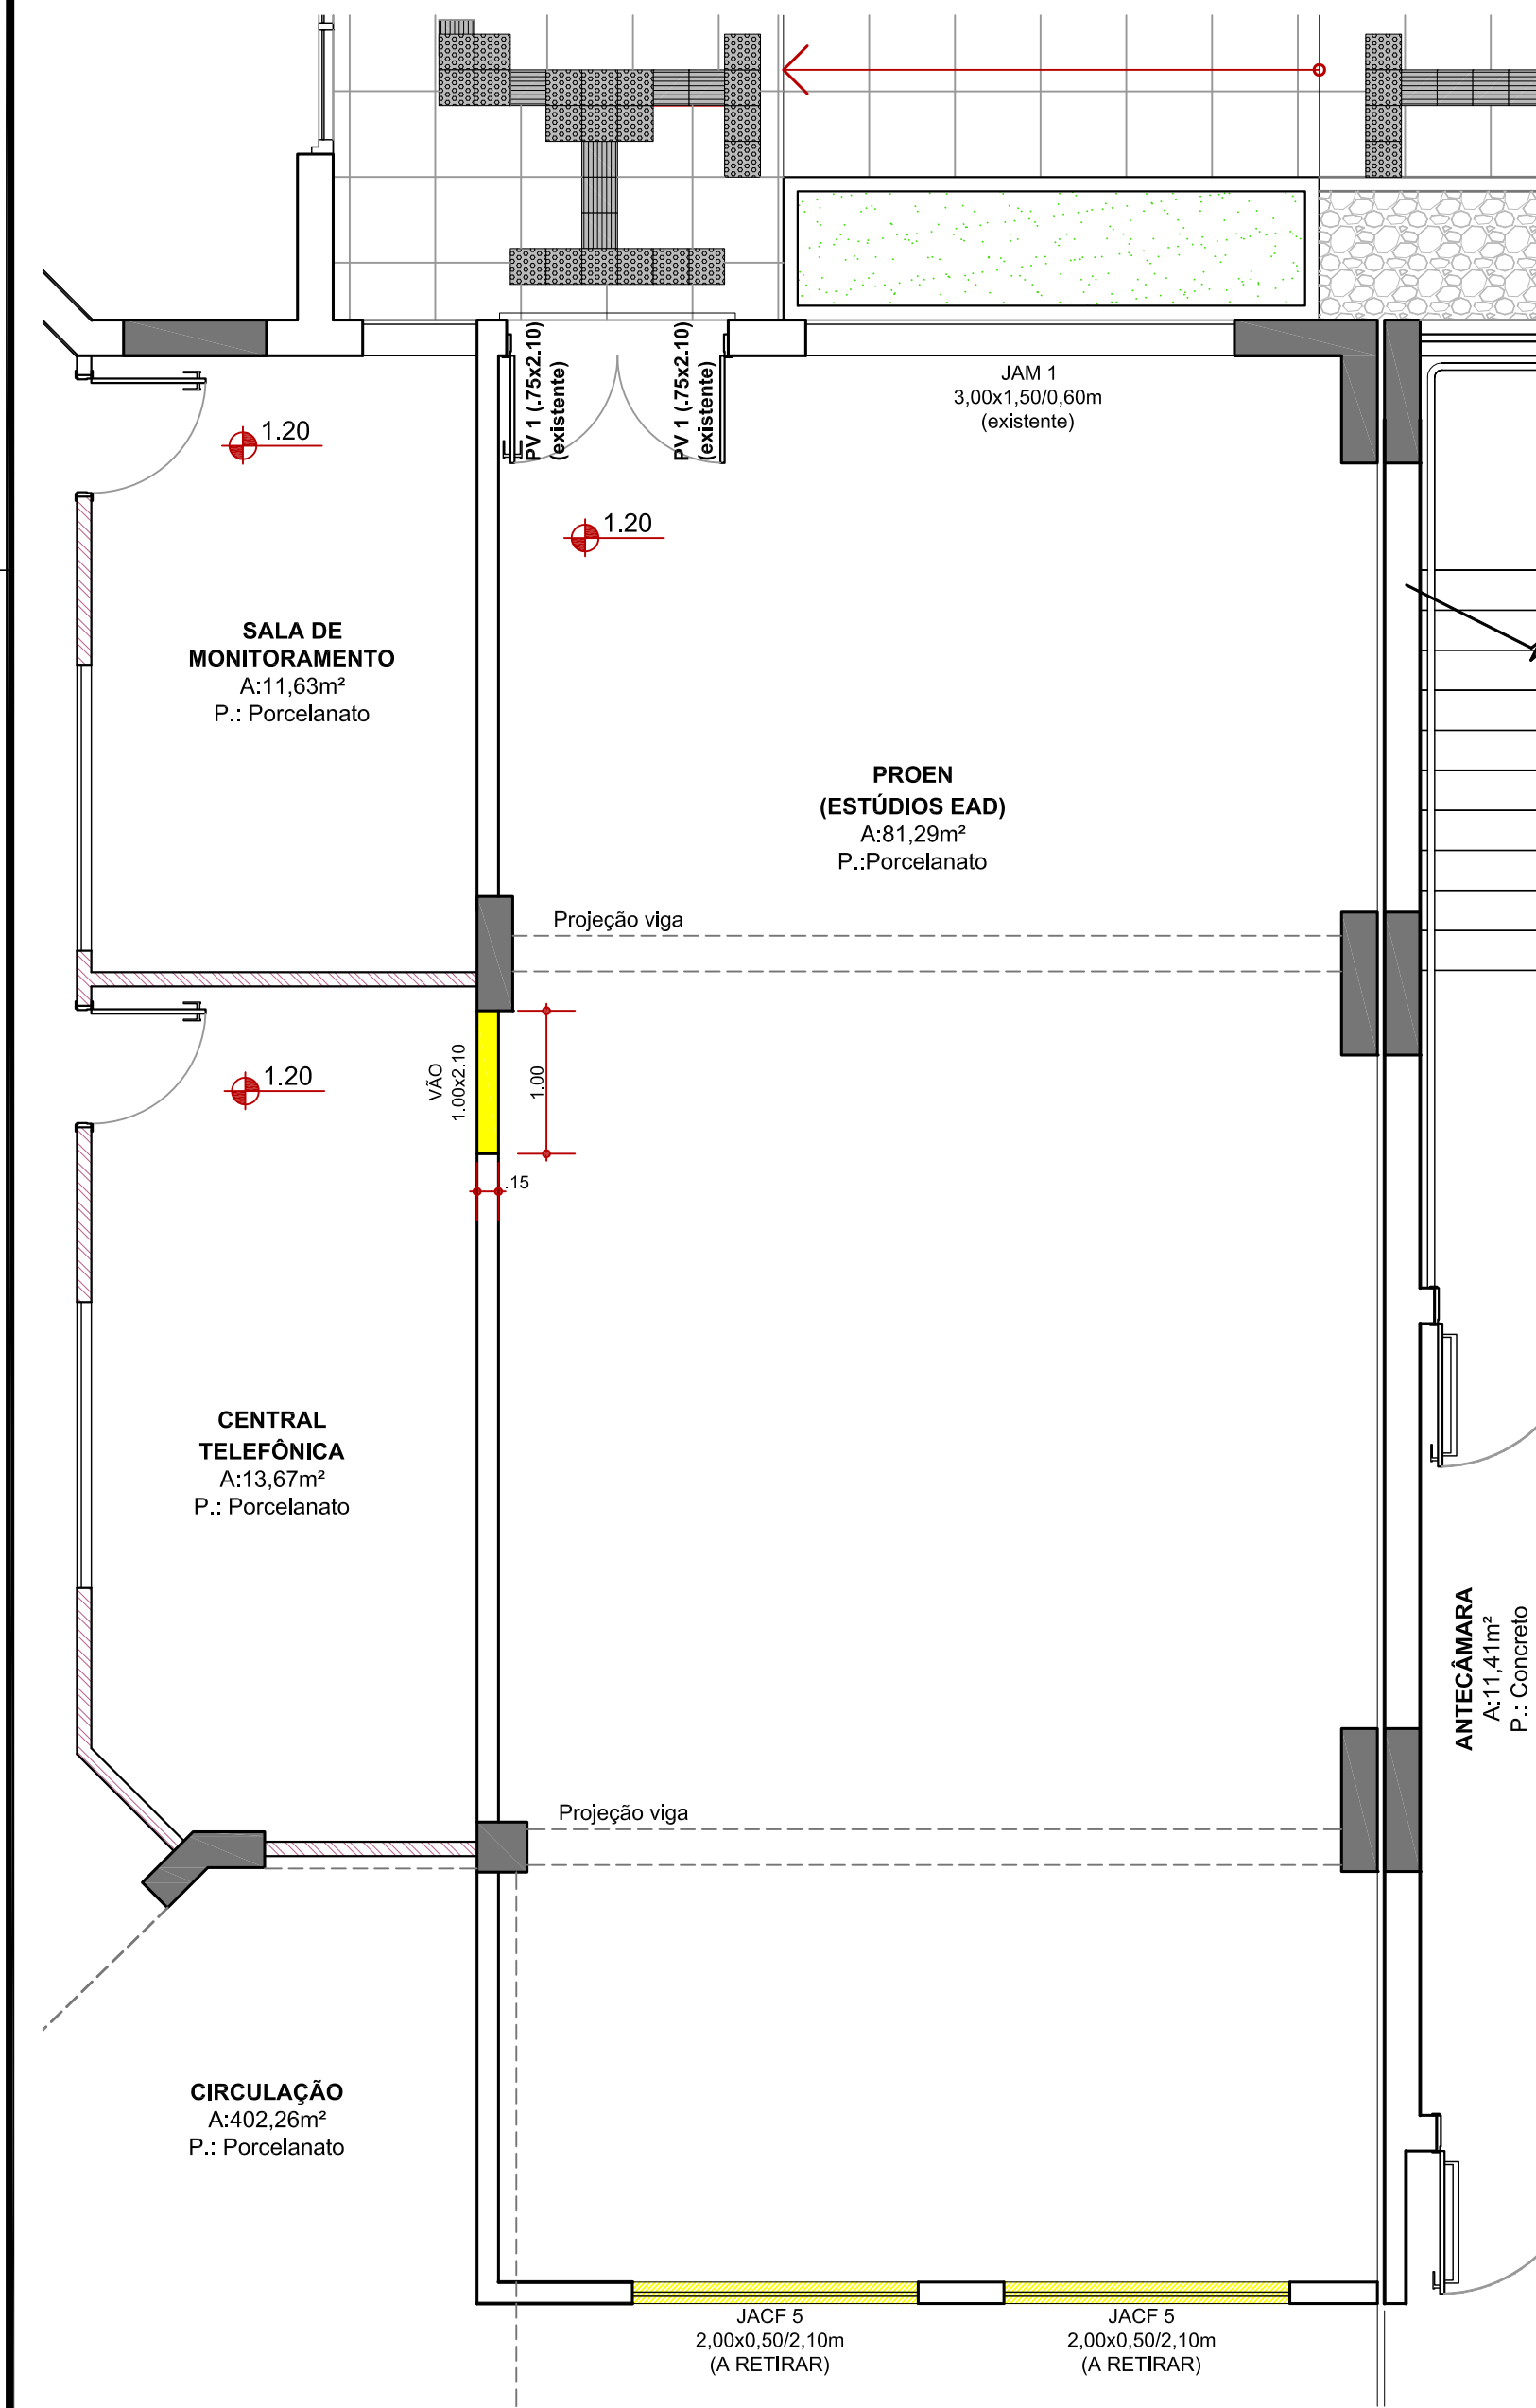 PV 1 (.75x2.10)
(existente)
PV 1 (.75x2.10)
(existente)
JAM 1
3,00x1,50/0,60m
(existente)
1.20
1.20
SALA DE
MONITORAMENTO
A:11,63m²
P.: Porcelanato
PROEN
(ESTÚDIOS EAD)
A:81,29m²
P.:Porcelanato
Projeção viga
1.20
VÃO
1.00x2.10
1.00
.15
CENTRAL
TELEFÔNICA
A:13,67m²
P.: Porcelanato
ANTECÂMARA
A:11,41m²
P.: Concreto
Projeção viga
CIRCULAÇÃO
A:402,26m²
P.: Porcelanato
JACF 5
2,00x0,50/2,10m
(A RETIRAR)
JACF 5
2,00x0,50/2,10m
(A RETIRAR)